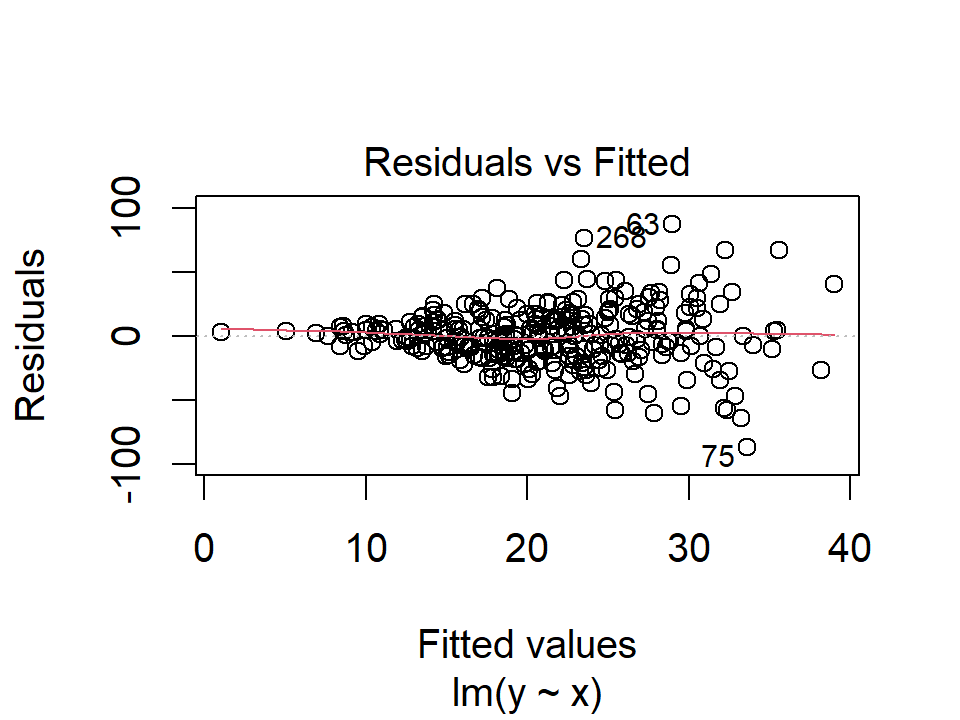 Residuals vs Fitted
Residuals
100
0
-100
63
268
75
0 10 20 30 40
Fitted values
lm(y ~ x)